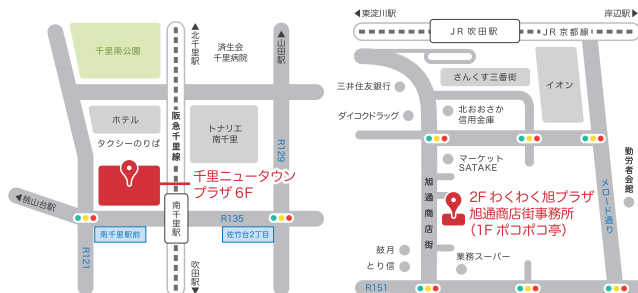 ▲北千里駅
済生会
千里病院
▲山田駅
千里南公園
ホテル
タクシーのりば
阪急千里線
トナリエ
南千里
R129
千里ニュータウン
プラザ 6F
◀桃山台駅
南千里駅
R135
南千里駅前
佐竹台2丁目
R121
吹田駅▼
◀東淀川駅
岸辺駅▶
JR吹田駅
JR京都線
さんくす三番街
イオン
三井住友銀行
ダイコクドラッグ
北おおさか
信用金庫
マーケット
SATAKE
旭通商店街
2F わくわく旭プラザ
旭通商店街事務所
(1F ポコポコ亭)
メロード通り
勤労者会館
鼓月
とり信
業務スーパー
R151